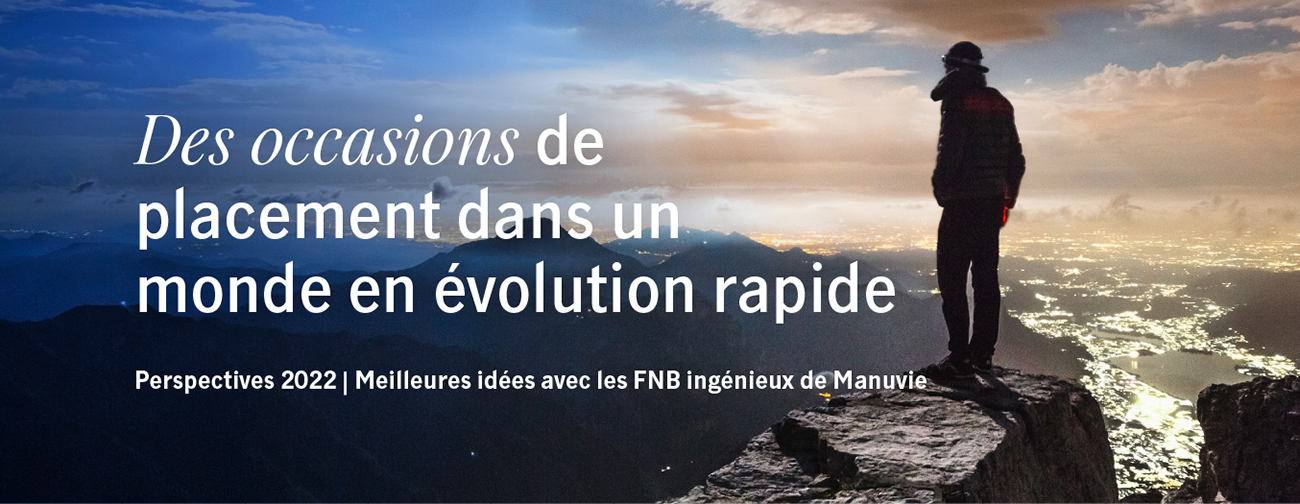 Des occasions de
placement dans un
monde en évolution rapide
Perspectives 2022 | Meilleures idées avec les FNB ingénieux de Manuvie